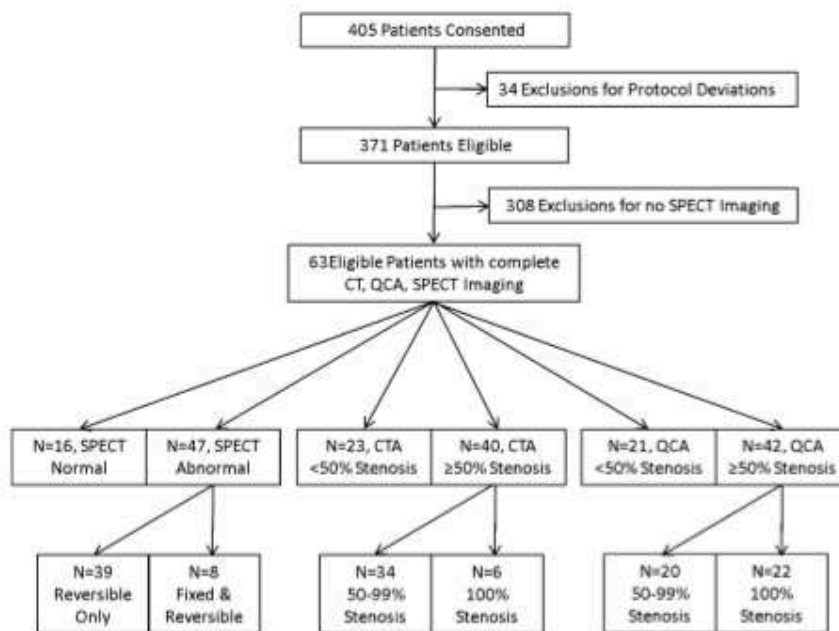 405 Patients Consented
34 Exclusions for Protocol Deviations
371 Patients Eligible
308 Exclusions for no SPECT Imaging
63Eligible Patients with complete
CT, QCA, SPECT Imaging
N=16, SPECT
Normal
N=47, SPECT
Abnormal
N=23, CTA
<50% Stenosis
N=40, CTA
≥50% Stenosis
N=21, QCA
<50% Stenosis
N=42, QCA
≥50% Stenosis
N=39
Reversible
Only
N=8
Fixed &
Reversible
N=34
50-99%
Stenosis
N=6
100%
Stenosis
N=20
50-99%
Stenosis
N=22
100%
Stenosis